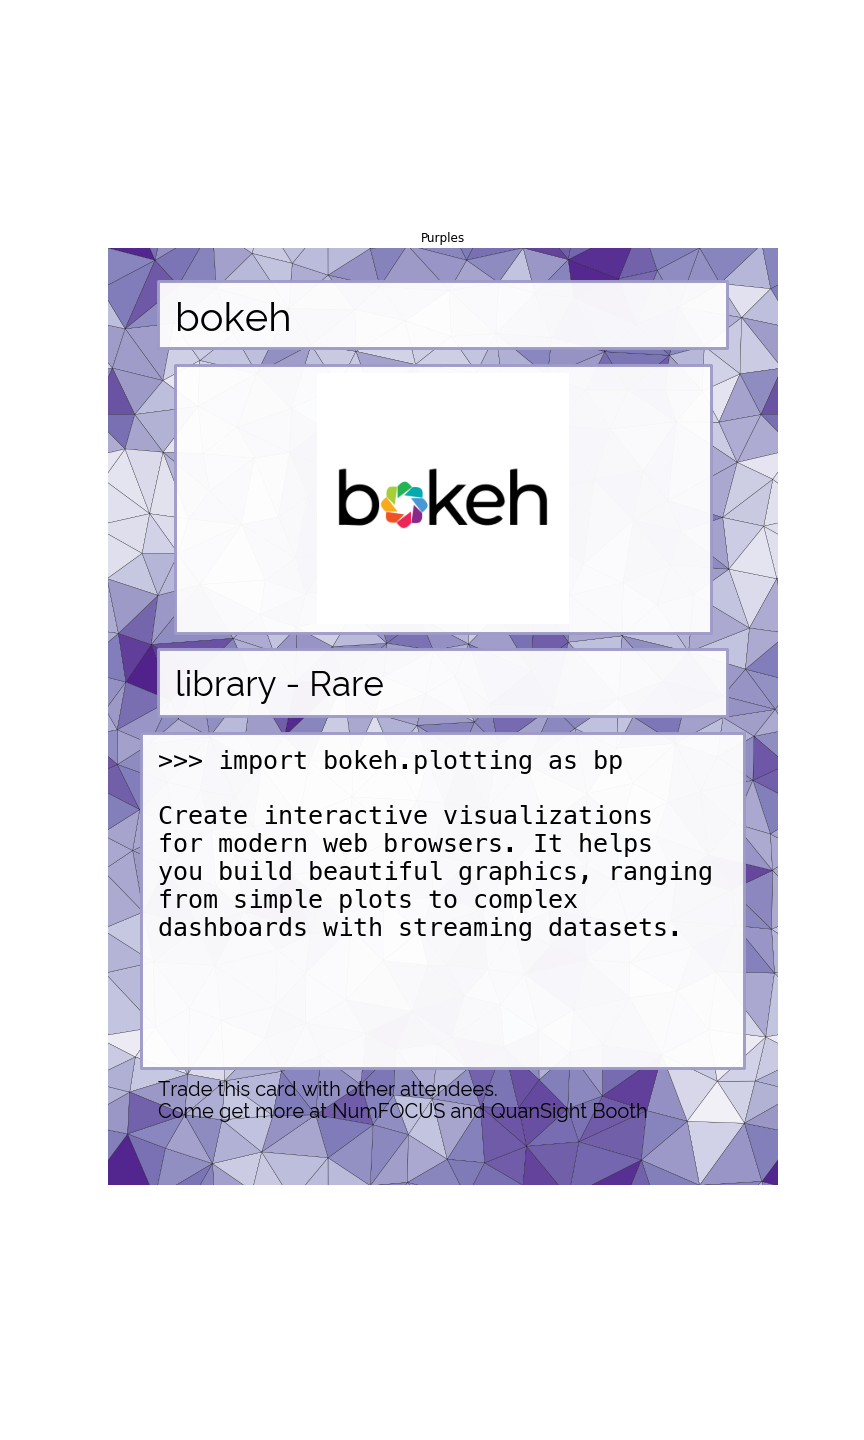 Purples
bokeh
bokeh
library - Rare
>>> import bokeh.plotting as bp
Create interactive visualizations
for modern web browsers. It helps
you build beautiful graphics, ranging
from simple plots to complex
dashboards with streaming datasets.
Trade this card with other attendees.
Come get more at NumFOCUS and QuanSight Booth